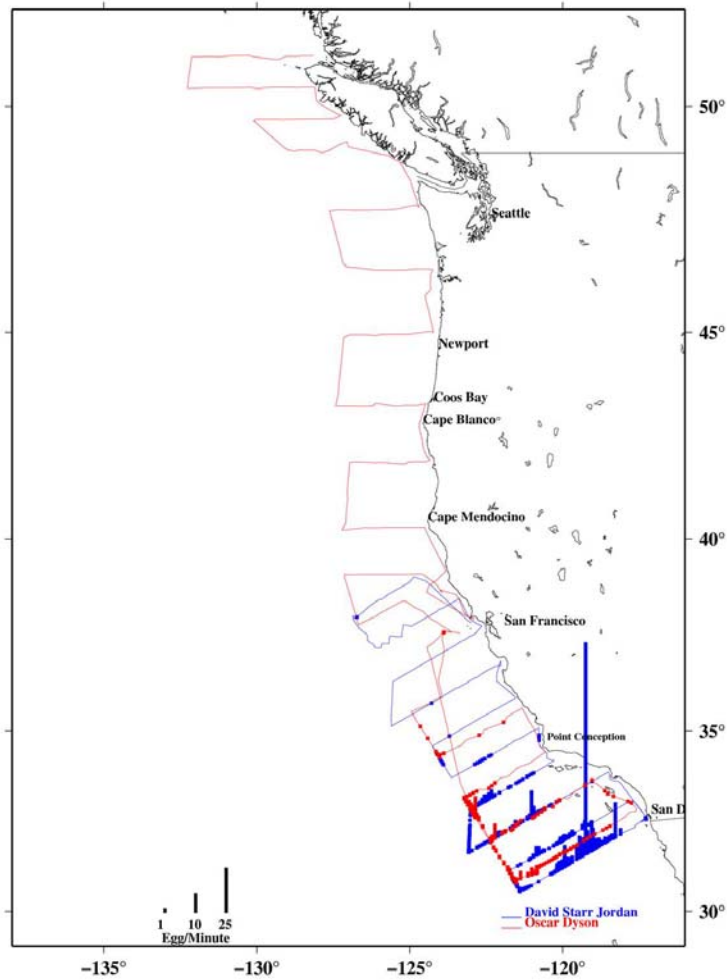 50°
Seattle
45°
Newport
Coos Bay
Cape Blanco
Cape Mendocino
40°
San Francisco
35°
Point Conception
San D
1 10 25
Egg/Minute
David Starr Jordan
Oscar Dyson
30°
−135° −130° −125° −120°